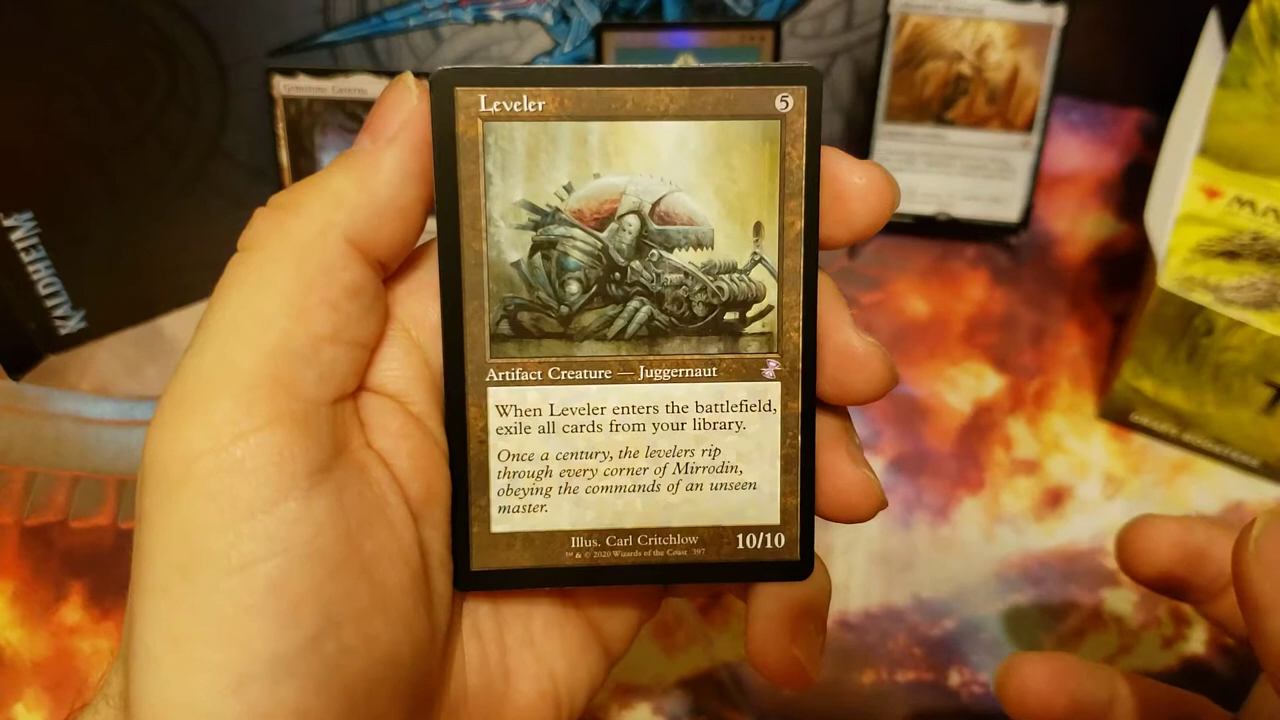 Gemstone Caverns
KALDHEIM
Leveler
5
Artifact Creature — Juggernaut
When Leveler enters the battlefield,
exile all cards from your library.
Once a century, the levelers rip
through every corner of Mirrodin,
obeying the commands of an unseen
master.
Illus. Carl Critchlow
10/10
™ & © 2020 Wizards of the Coast 397